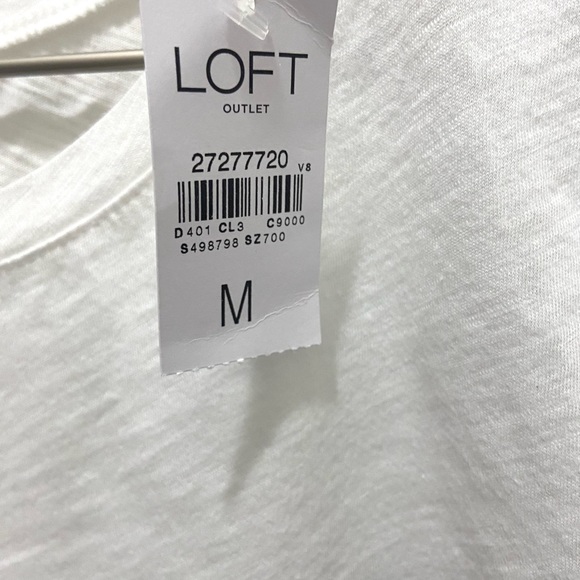 LOFT
OUTLET
27277720 V8
D401 CL3 C9000
S498798 SZ700
M